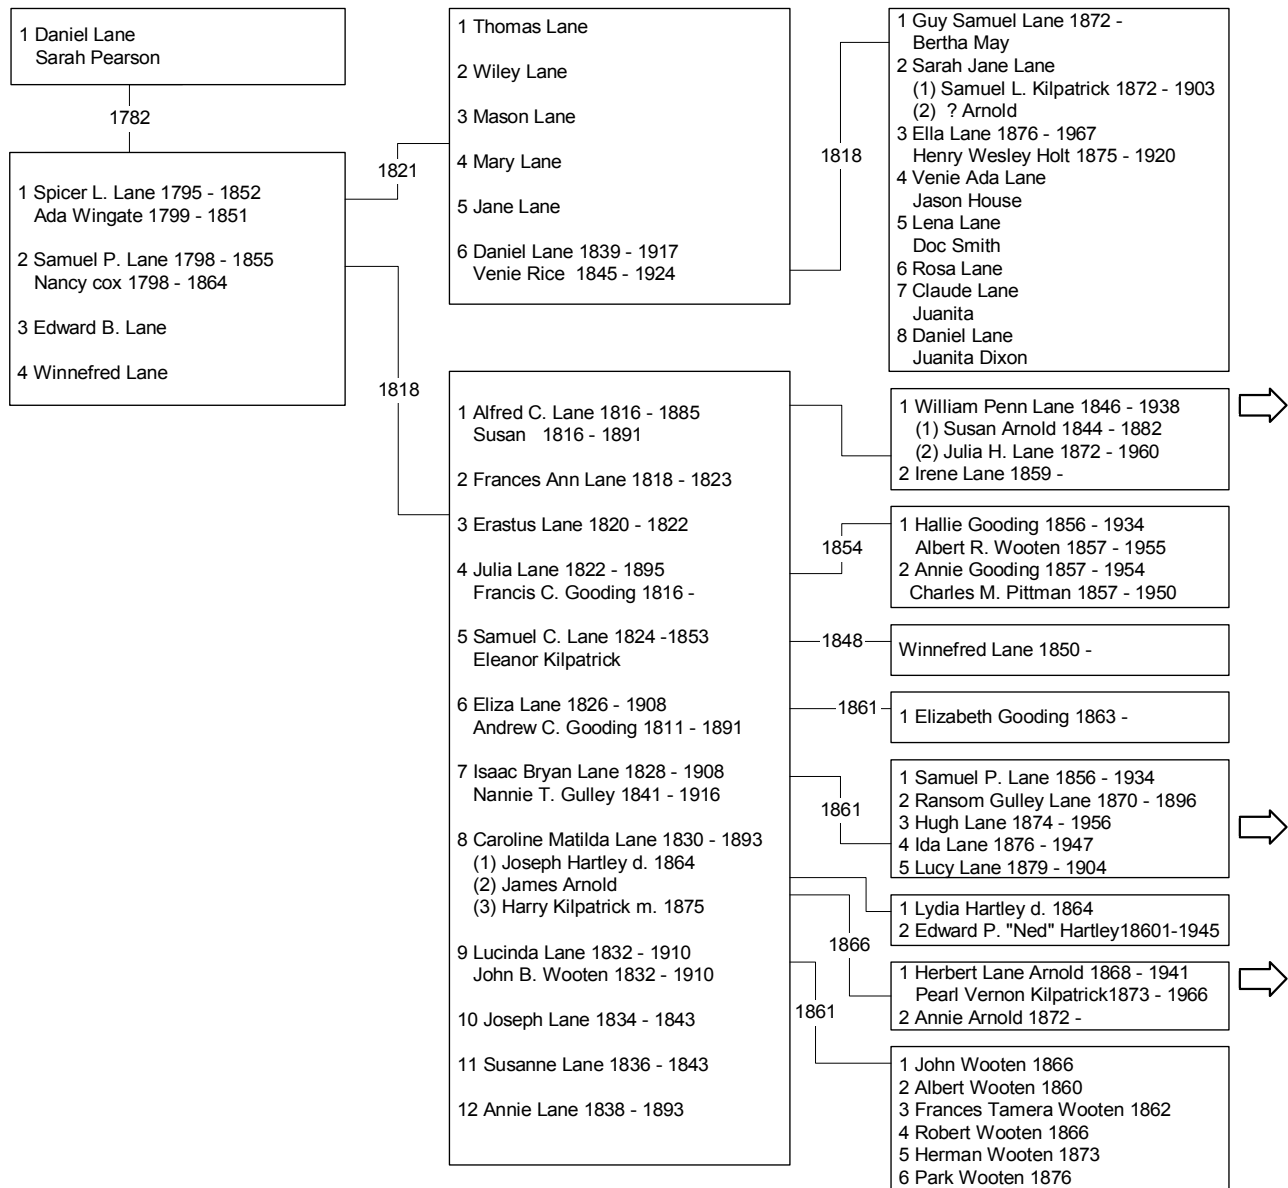 1 Daniel Lane
Sarah Pearson
1782
1 Spicer L. Lane 1795 - 1852
Ada Wingate 1799 - 1851
2 Samuel P. Lane 1798 - 1855
Nancy cox 1798 - 1864
3 Edward B. Lane
4 Winnefred Lane
1821
1818
1 Thomas Lane
2 Wiley Lane
3 Mason Lane
4 Mary Lane
5 Jane Lane
6 Daniel Lane 1839 - 1917
Venie Rice 1845 - 1924
1818
1 Guy Samuel Lane 1872 -
Bertha May
2 Sarah Jane Lane
(1) Samuel L. Kilpatrick 1872 - 1903
(2) ? Arnold
3 Ella Lane 1876 - 1967
Henry Wesley Holt 1875 - 1920
4 Venie Ada Lane
Jason House
5 Lena Lane
Doc Smith
6 Rosa Lane
7 Claude Lane
Juanita
8 Daniel Lane
Juanita Dixon
1 Alfred C. Lane 1816 - 1885
Susan 1816 - 1891
2 Frances Ann Lane 1818 - 1823
3 Erastus Lane 1820 - 1822
4 Julia Lane 1822 - 1895
Francis C. Gooding 1816 -
5 Samuel C. Lane 1824 -1853
Eleanor Kilpatrick
6 Eliza Lane 1826 - 1908
Andrew C. Gooding 1811 - 1891
7 Isaac Bryan Lane 1828 - 1908
Nannie T. Gulley 1841 - 1916
8 Caroline Matilda Lane 1830 - 1893
(1) Joseph Hartley d. 1864
(2) James Arnold
(3) Harry Kilpatrick m. 1875
9 Lucinda Lane 1832 - 1910
John B. Wooten 1832 - 1910
10 Joseph Lane 1834 - 1843
11 Susanne Lane 1836 - 1843
12 Annie Lane 1838 - 1893
1 William Penn Lane 1846 - 1938
(1) Susan Arnold 1844 - 1882
(2) Julia H. Lane 1872 - 1960
2 Irene Lane 1859 -
1854
1 Hallie Gooding 1856 - 1934
Albert R. Wooten 1857 - 1955
2 Annie Gooding 1857 - 1954
Charles M. Pittman 1857 - 1950
1848
Winnefred Lane 1850 -
1861
1 Elizabeth Gooding 1863 -
1861
1 Samuel P. Lane 1856 - 1934
2 Ransom Gulley Lane 1870 - 1896
3 Hugh Lane 1874 - 1956
4 Ida Lane 1876 - 1947
5 Lucy Lane 1879 - 1904
1 Lydia Hartley d. 1864
2 Edward P. "Ned" Hartley18601-1945
1866
1 Herbert Lane Arnold 1868 - 1941
Pearl Vernon Kilpatrick1873 - 1966
2 Annie Arnold 1872 -
1861
1 John Wooten 1866
2 Albert Wooten 1860
3 Frances Tamera Wooten 1862
4 Robert Wooten 1866
5 Herman Wooten 1873
6 Park Wooten 1876